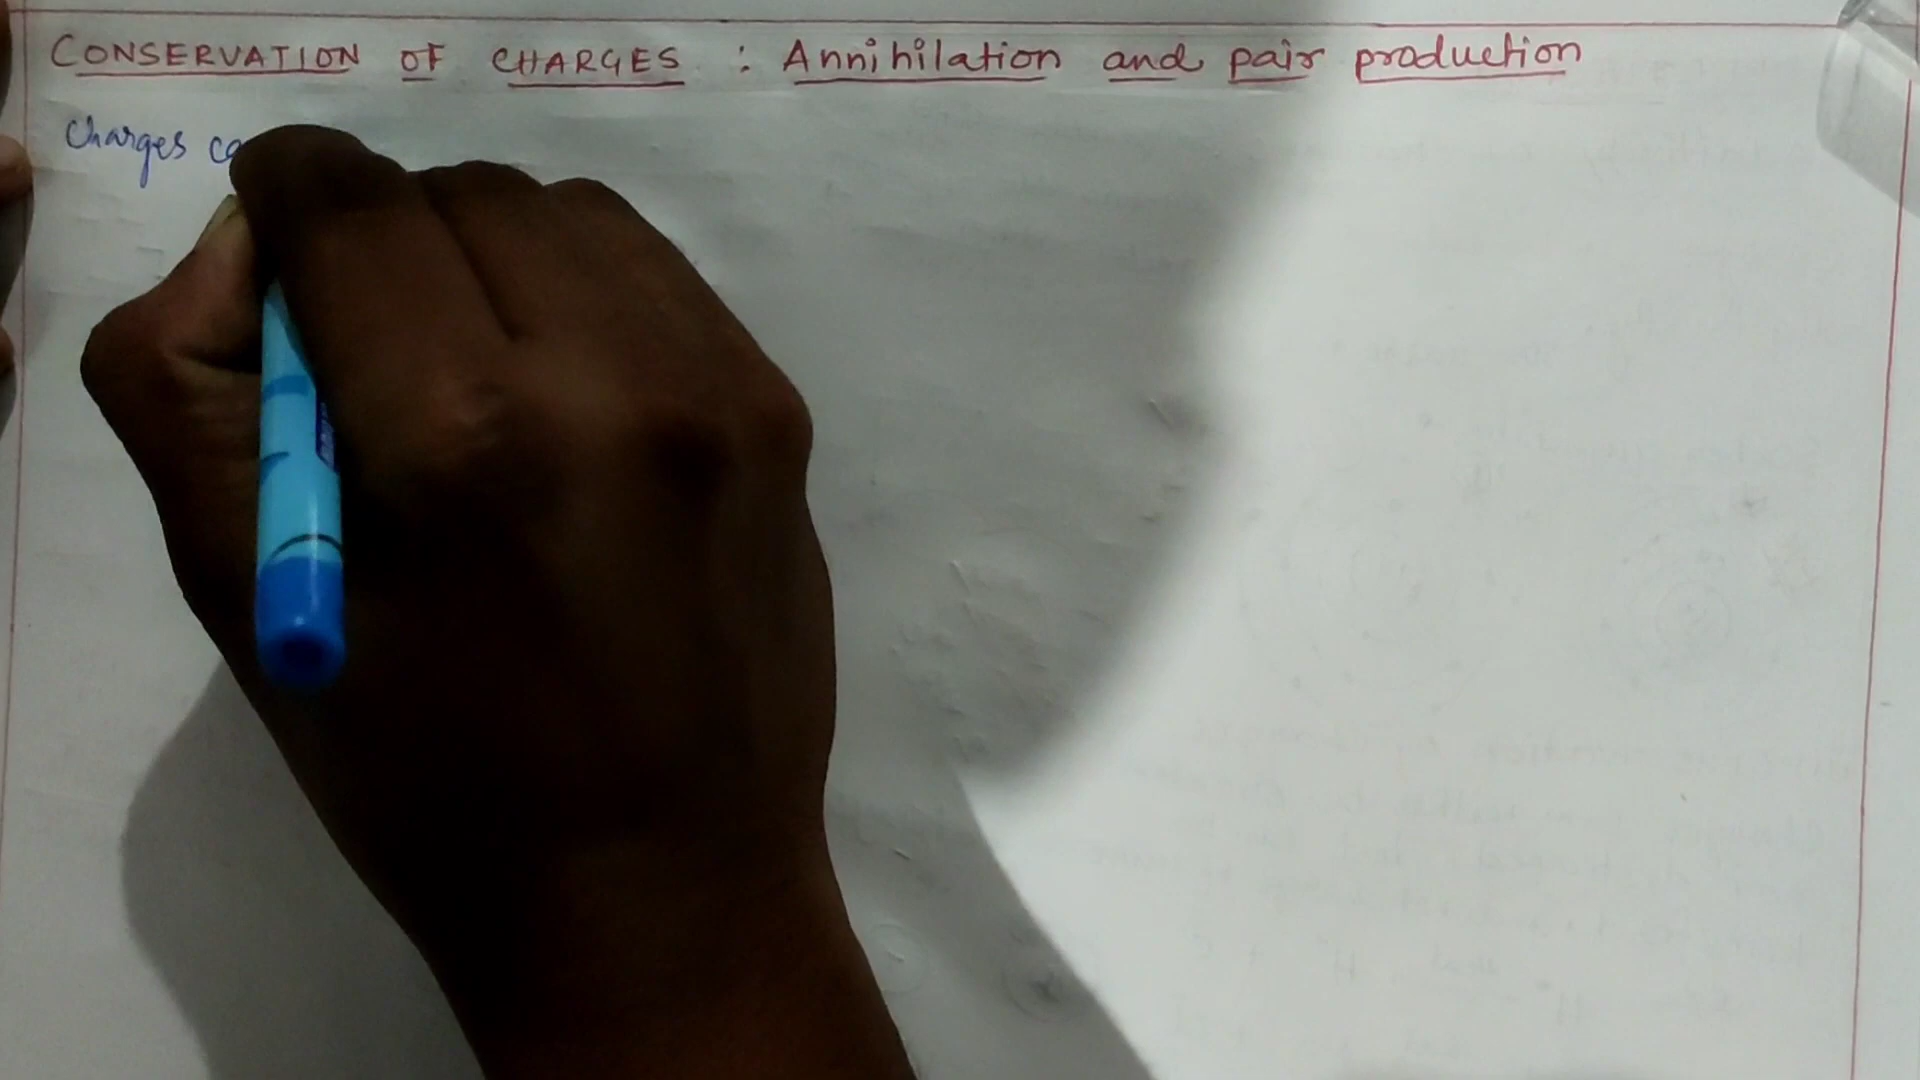 CONSERVATION OF CHARGES : Annihilation and pair production
Charges